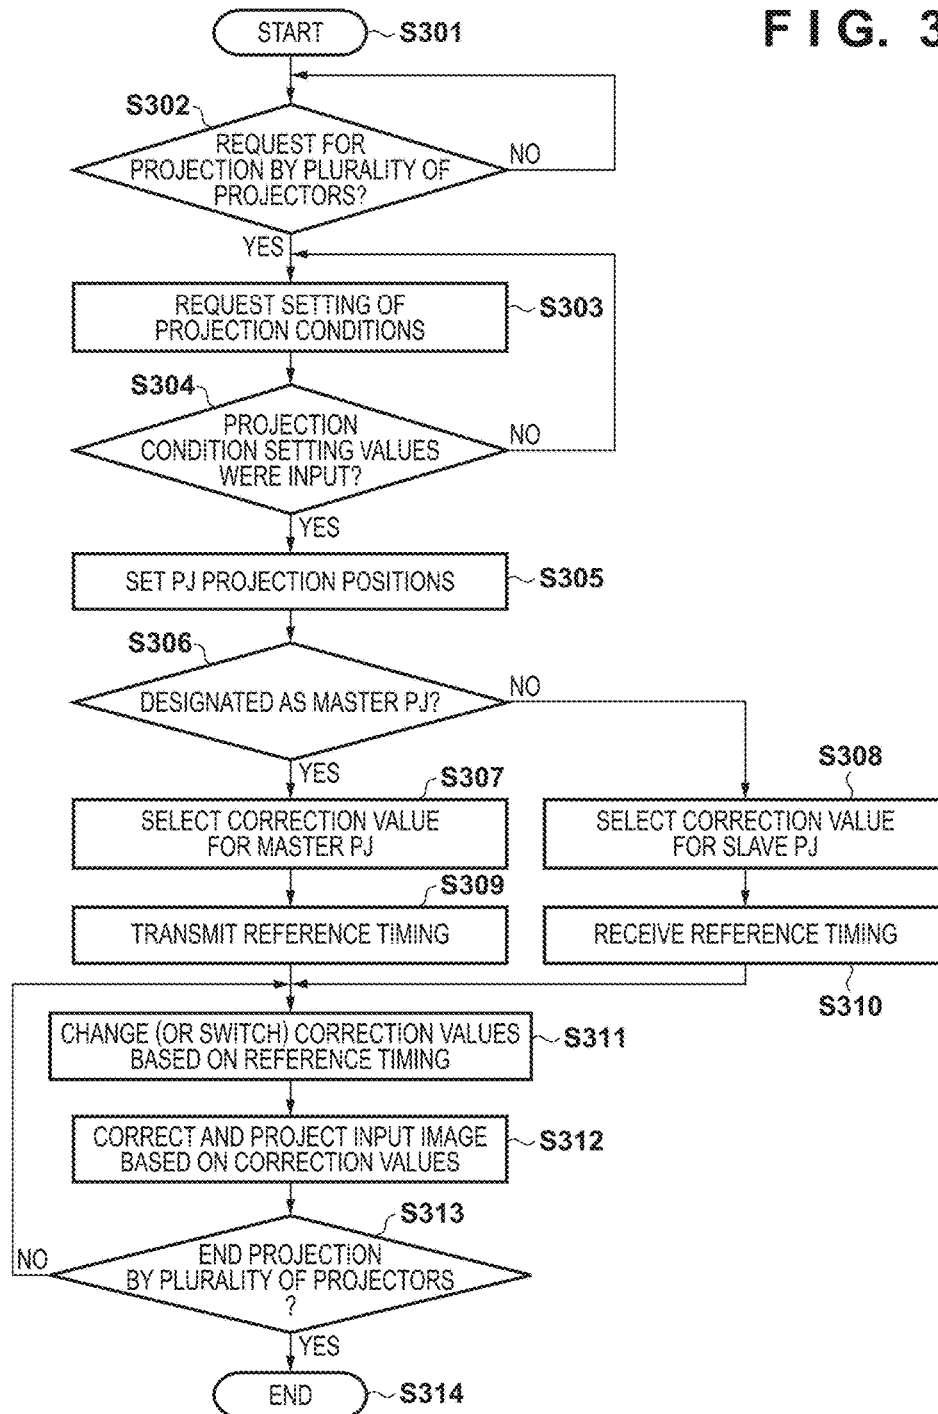 FIG. 3
START
S301
S302
REQUEST FOR
PROJECTION BY PLURALITY OF
PROJECTORS?
NO
YES
REQUEST SETTING OF
PROJECTION CONDITIONS
S303
S304
PROJECTION
CONDITION SETTING VALUES
WERE INPUT?
NO
YES
SET PJ PROJECTION POSITIONS
S305
S306
DESIGNATED AS MASTER PJ?
NO
YES
S307
SELECT CORRECTION VALUE
FOR MASTER PJ
S308
SELECT CORRECTION VALUE
FOR SLAVE PJ
S309
TRANSMIT REFERENCE TIMING
RECEIVE REFERENCE TIMING
S310
CHANGE (OR SWITCH) CORRECTION VALUES
BASED ON REFERENCE TIMING
S311
CORRECT AND PROJECT INPUT IMAGE
BASED ON CORRECTION VALUES
S312
S313
END PROJECTION
BY PLURALITY OF PROJECTORS
?
NO
YES
END
S314